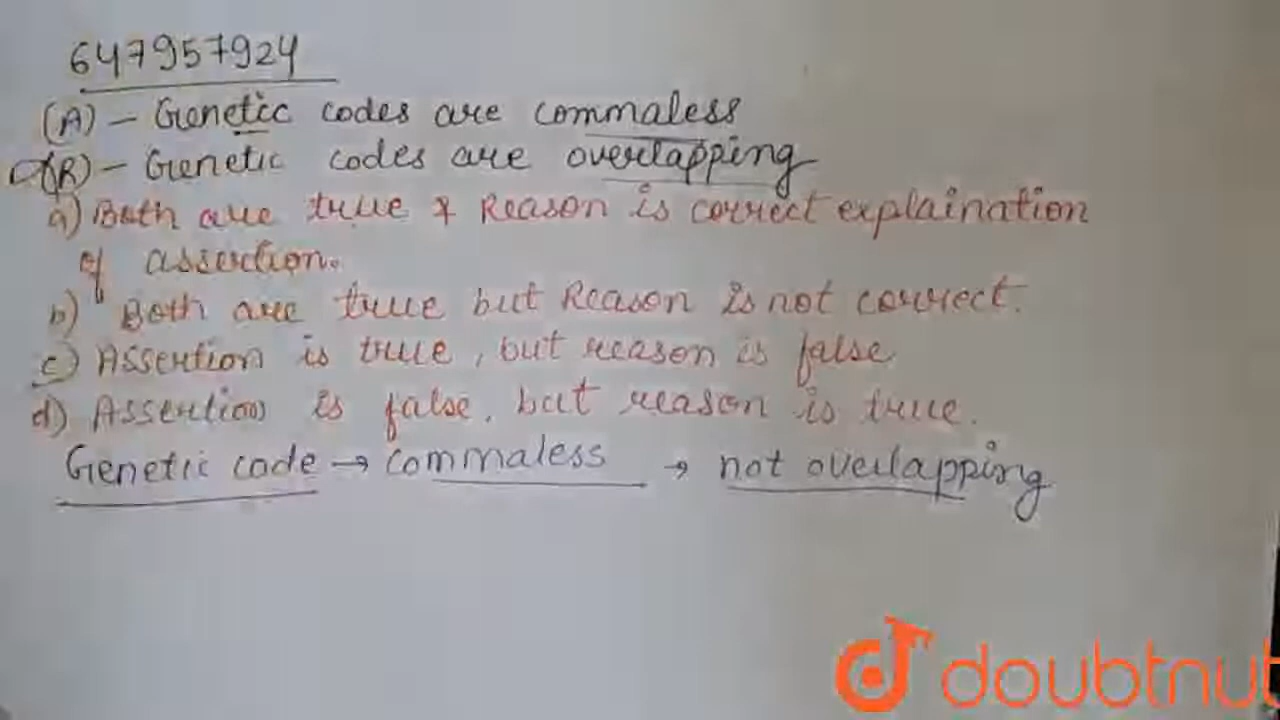 647957924
(A) - Genetic codes are commaless
(R) - Genetic codes are overlapping
a) Both are true & Reason is correct explaination
of assertion.
b) Both are true but Reason is not correct.
c) Assertion is true, but reason is false
d) Assertion is false, but reason is true.
Genetic code → commaless → not overlapping
doubtnut